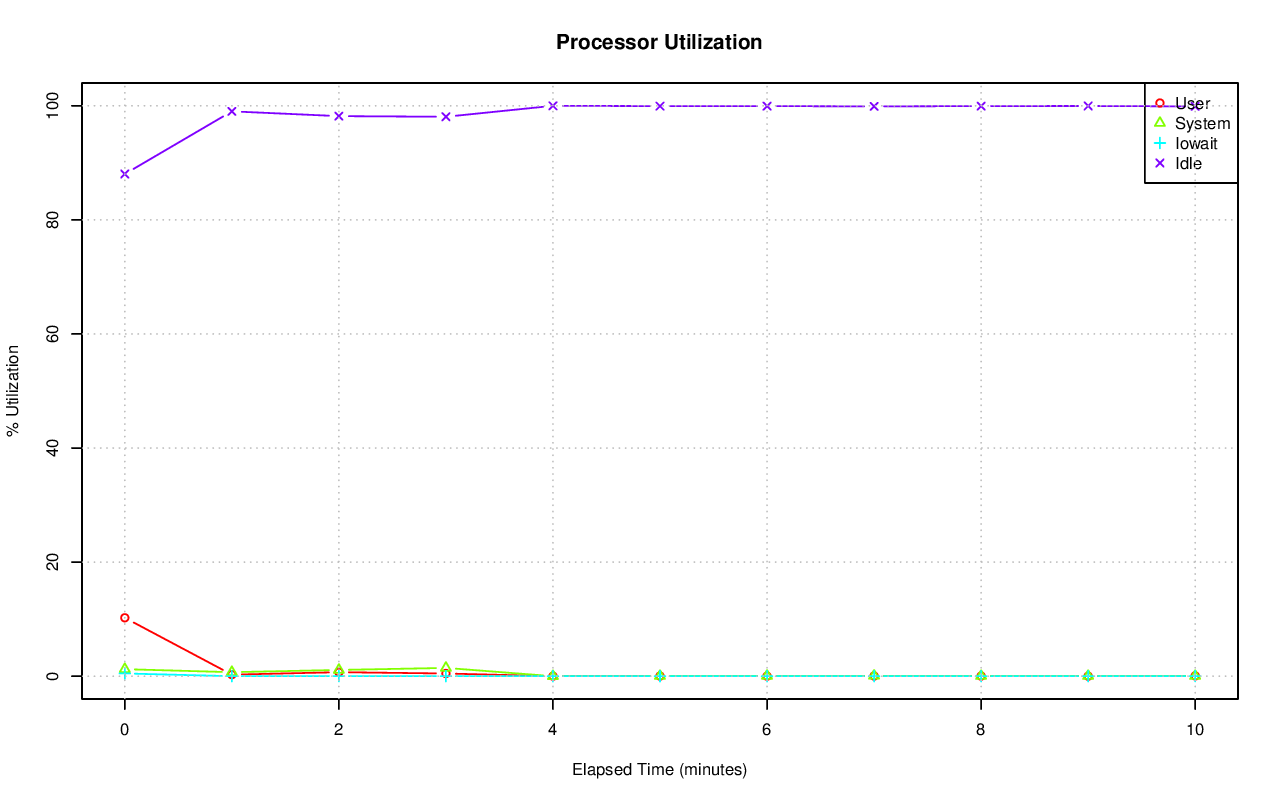 Processor Utilization
% Utilization
100
80
60
40
20
0
User
System
Iowait
Idle
0 2 4 6 8 10
Elapsed Time (minutes)